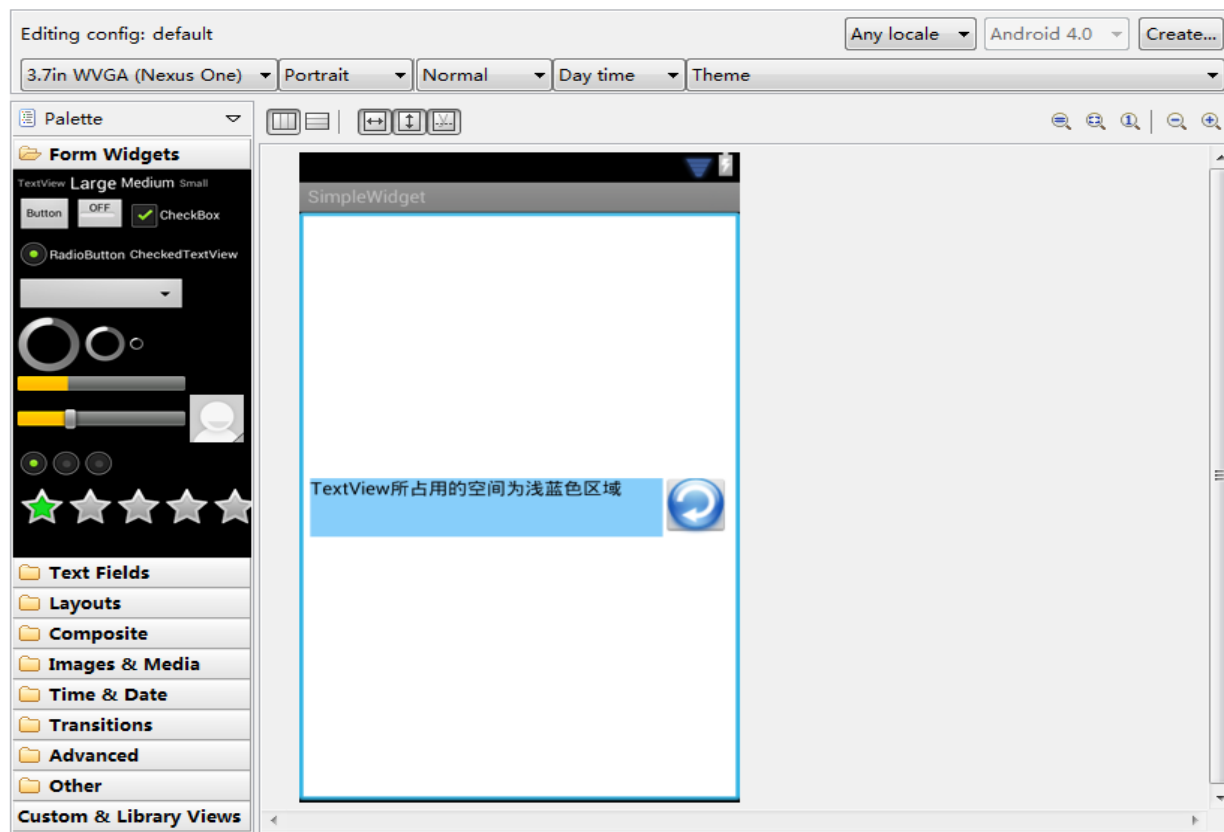 Editing config: default
Any locale
Android 4.0
Create...
3.7in WVGA (Nexus One)
Portrait
Normal
Day time
Theme
Palette
Form Widgets
TextView Large Medium Small
Button
OFF
CheckBox
RadioButton CheckedTextView
SimpleWidget
TextView所占用的空间为浅蓝色区域
Text Fields
Layouts
Composite
Images & Media
Time & Date
Transitions
Advanced
Other
Custom & Library Views